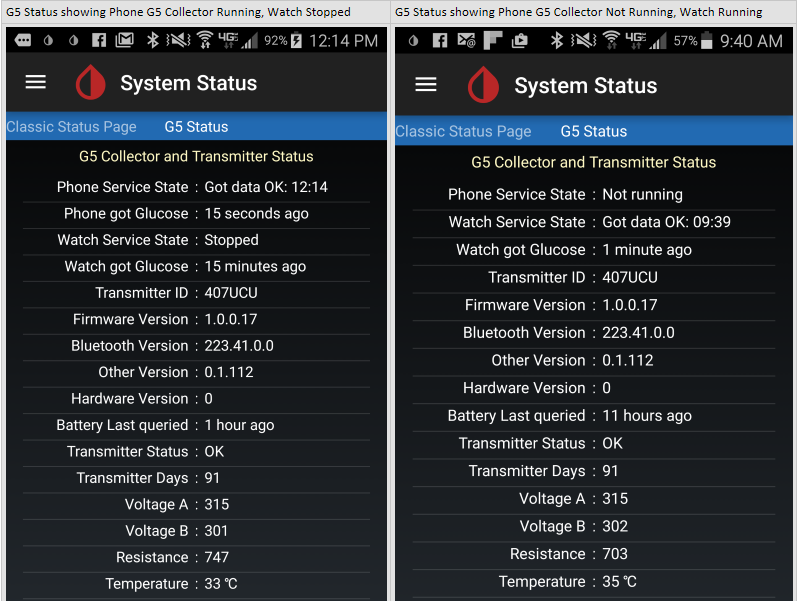 G5 Status showing Phone G5 Collector Running, Watch Stopped
92% 12:14 PM
System Status
Classic Status Page G5 Status
G5 Collector and Transmitter Status
Phone Service State : Got data OK: 12:14
Phone got Glucose : 15 seconds ago
Watch Service State : Stopped
Watch got Glucose : 15 minutes ago
Transmitter ID : 407UCU
Firmware Version : 1.0.0.17
Bluetooth Version : 223.41.0.0
Other Version : 0.1.112
Hardware Version : 0
Battery Last queried : 1 hour ago
Transmitter Status : OK
Transmitter Days : 91
Voltage A : 315
Voltage B : 301
Resistance : 747
Temperature : 33 ℃
G5 Status showing Phone G5 Collector Not Running, Watch Running
57% 9:40 AM
System Status
Classic Status Page G5 Status
G5 Collector and Transmitter Status
Phone Service State : Not running
Watch Service State : Got data OK: 09:39
Watch got Glucose : 1 minute ago
Transmitter ID : 407UCU
Firmware Version : 1.0.0.17
Bluetooth Version : 223.41.0.0
Other Version : 0.1.112
Hardware Version : 0
Battery Last queried : 11 hours ago
Transmitter Status : OK
Transmitter Days : 91
Voltage A : 315
Voltage B : 302
Resistance : 703
Temperature : 35 ℃